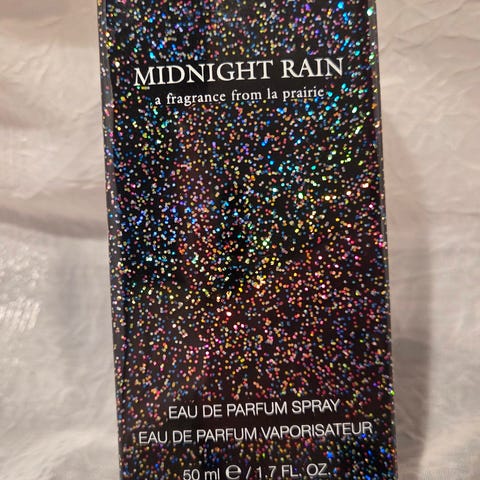 MIDNIGHT RAIN
a fragrance from la prairie
EAU DE PARFUM SPRAY
EAU DE PARFUM VAPORISATEUR
50 ml ℮ / 1.7 FL. OZ.